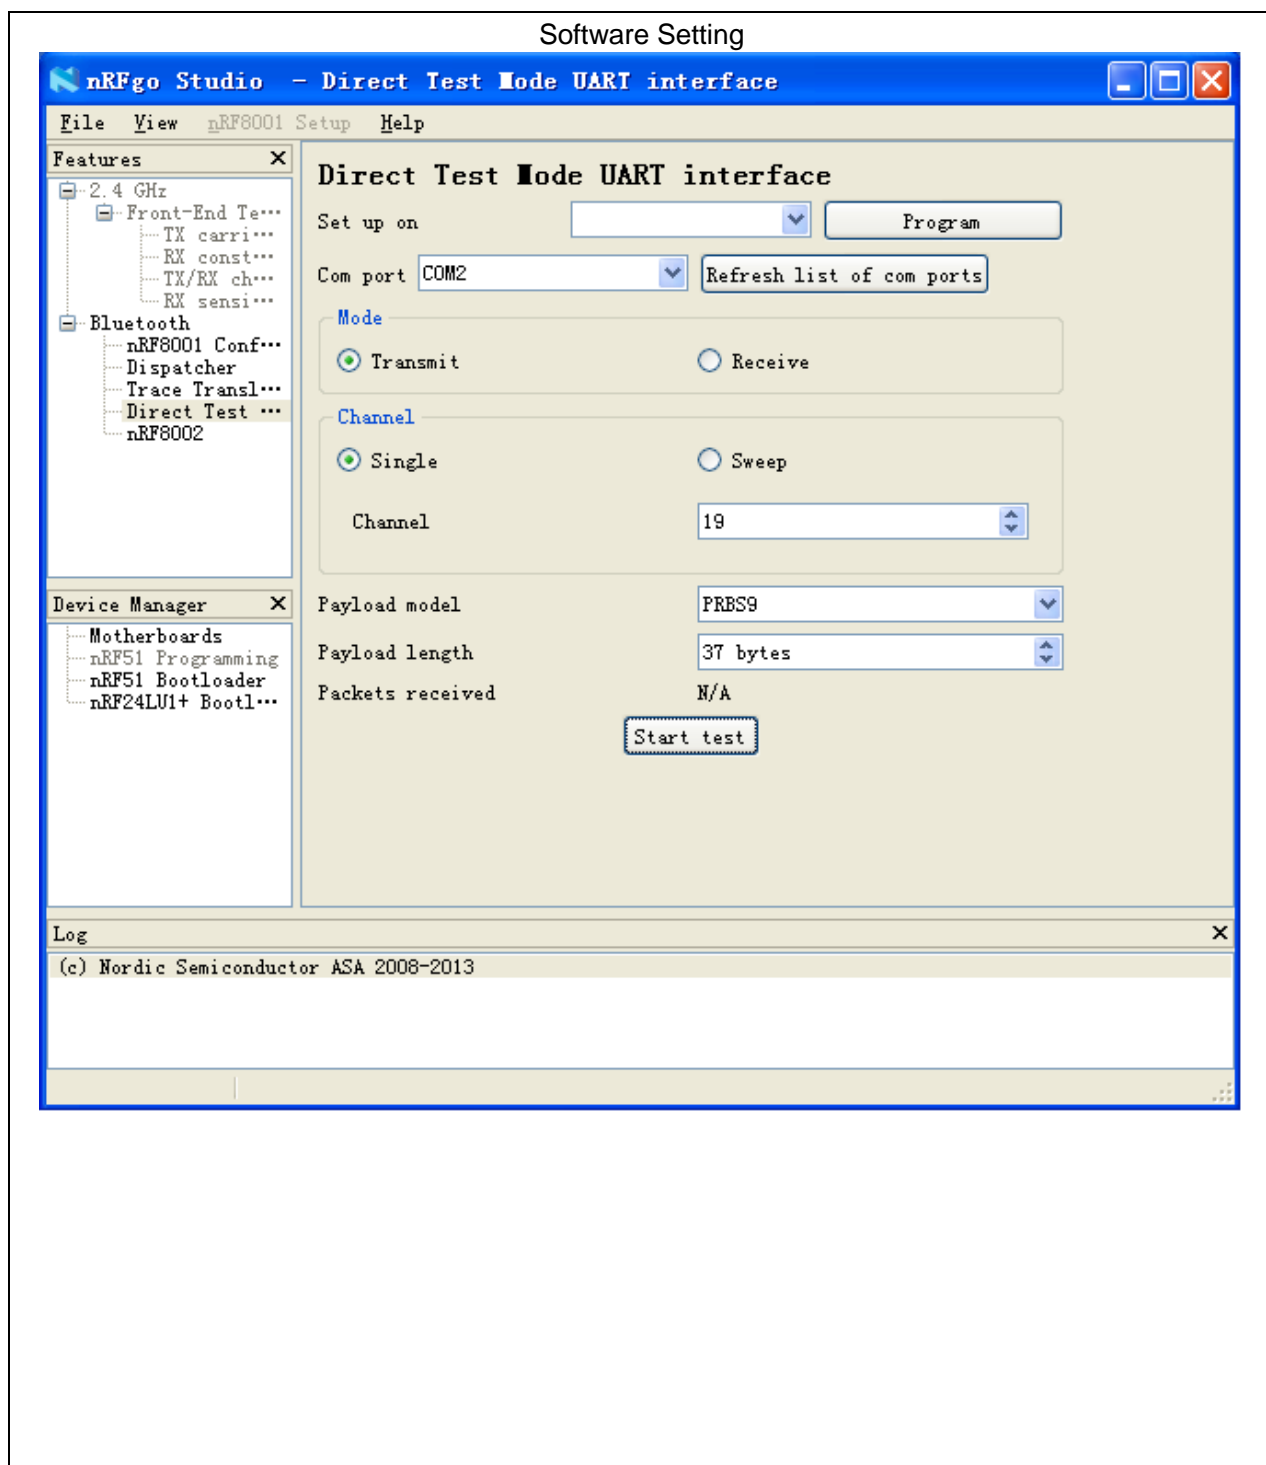 Software Setting
nRFgo Studio - Direct Test Mode UART interface
File View nRF8001 Setup Help
Features
2.4 GHz
Front-End Te···
TX carri···
RX const···
TX/RX ch···
RX sensi···
Bluetooth
nRF8001 Conf···
Dispatcher
Trace Transl···
Direct Test ···
nRF8002
Device Manager
Motherboards
nRF51 Programming
nRF51 Bootloader
nRF24LU1+ Bootl···
Direct Test Mode UART interface
Set up on Program
Com port COM2 Refresh list of com ports
Mode
Transmit Receive
Channel
Single Sweep
Channel 19
Payload model PRBS9
Payload length 37 bytes
Packets received N/A
Start test
Log
(c) Nordic Semiconductor ASA 2008-2013